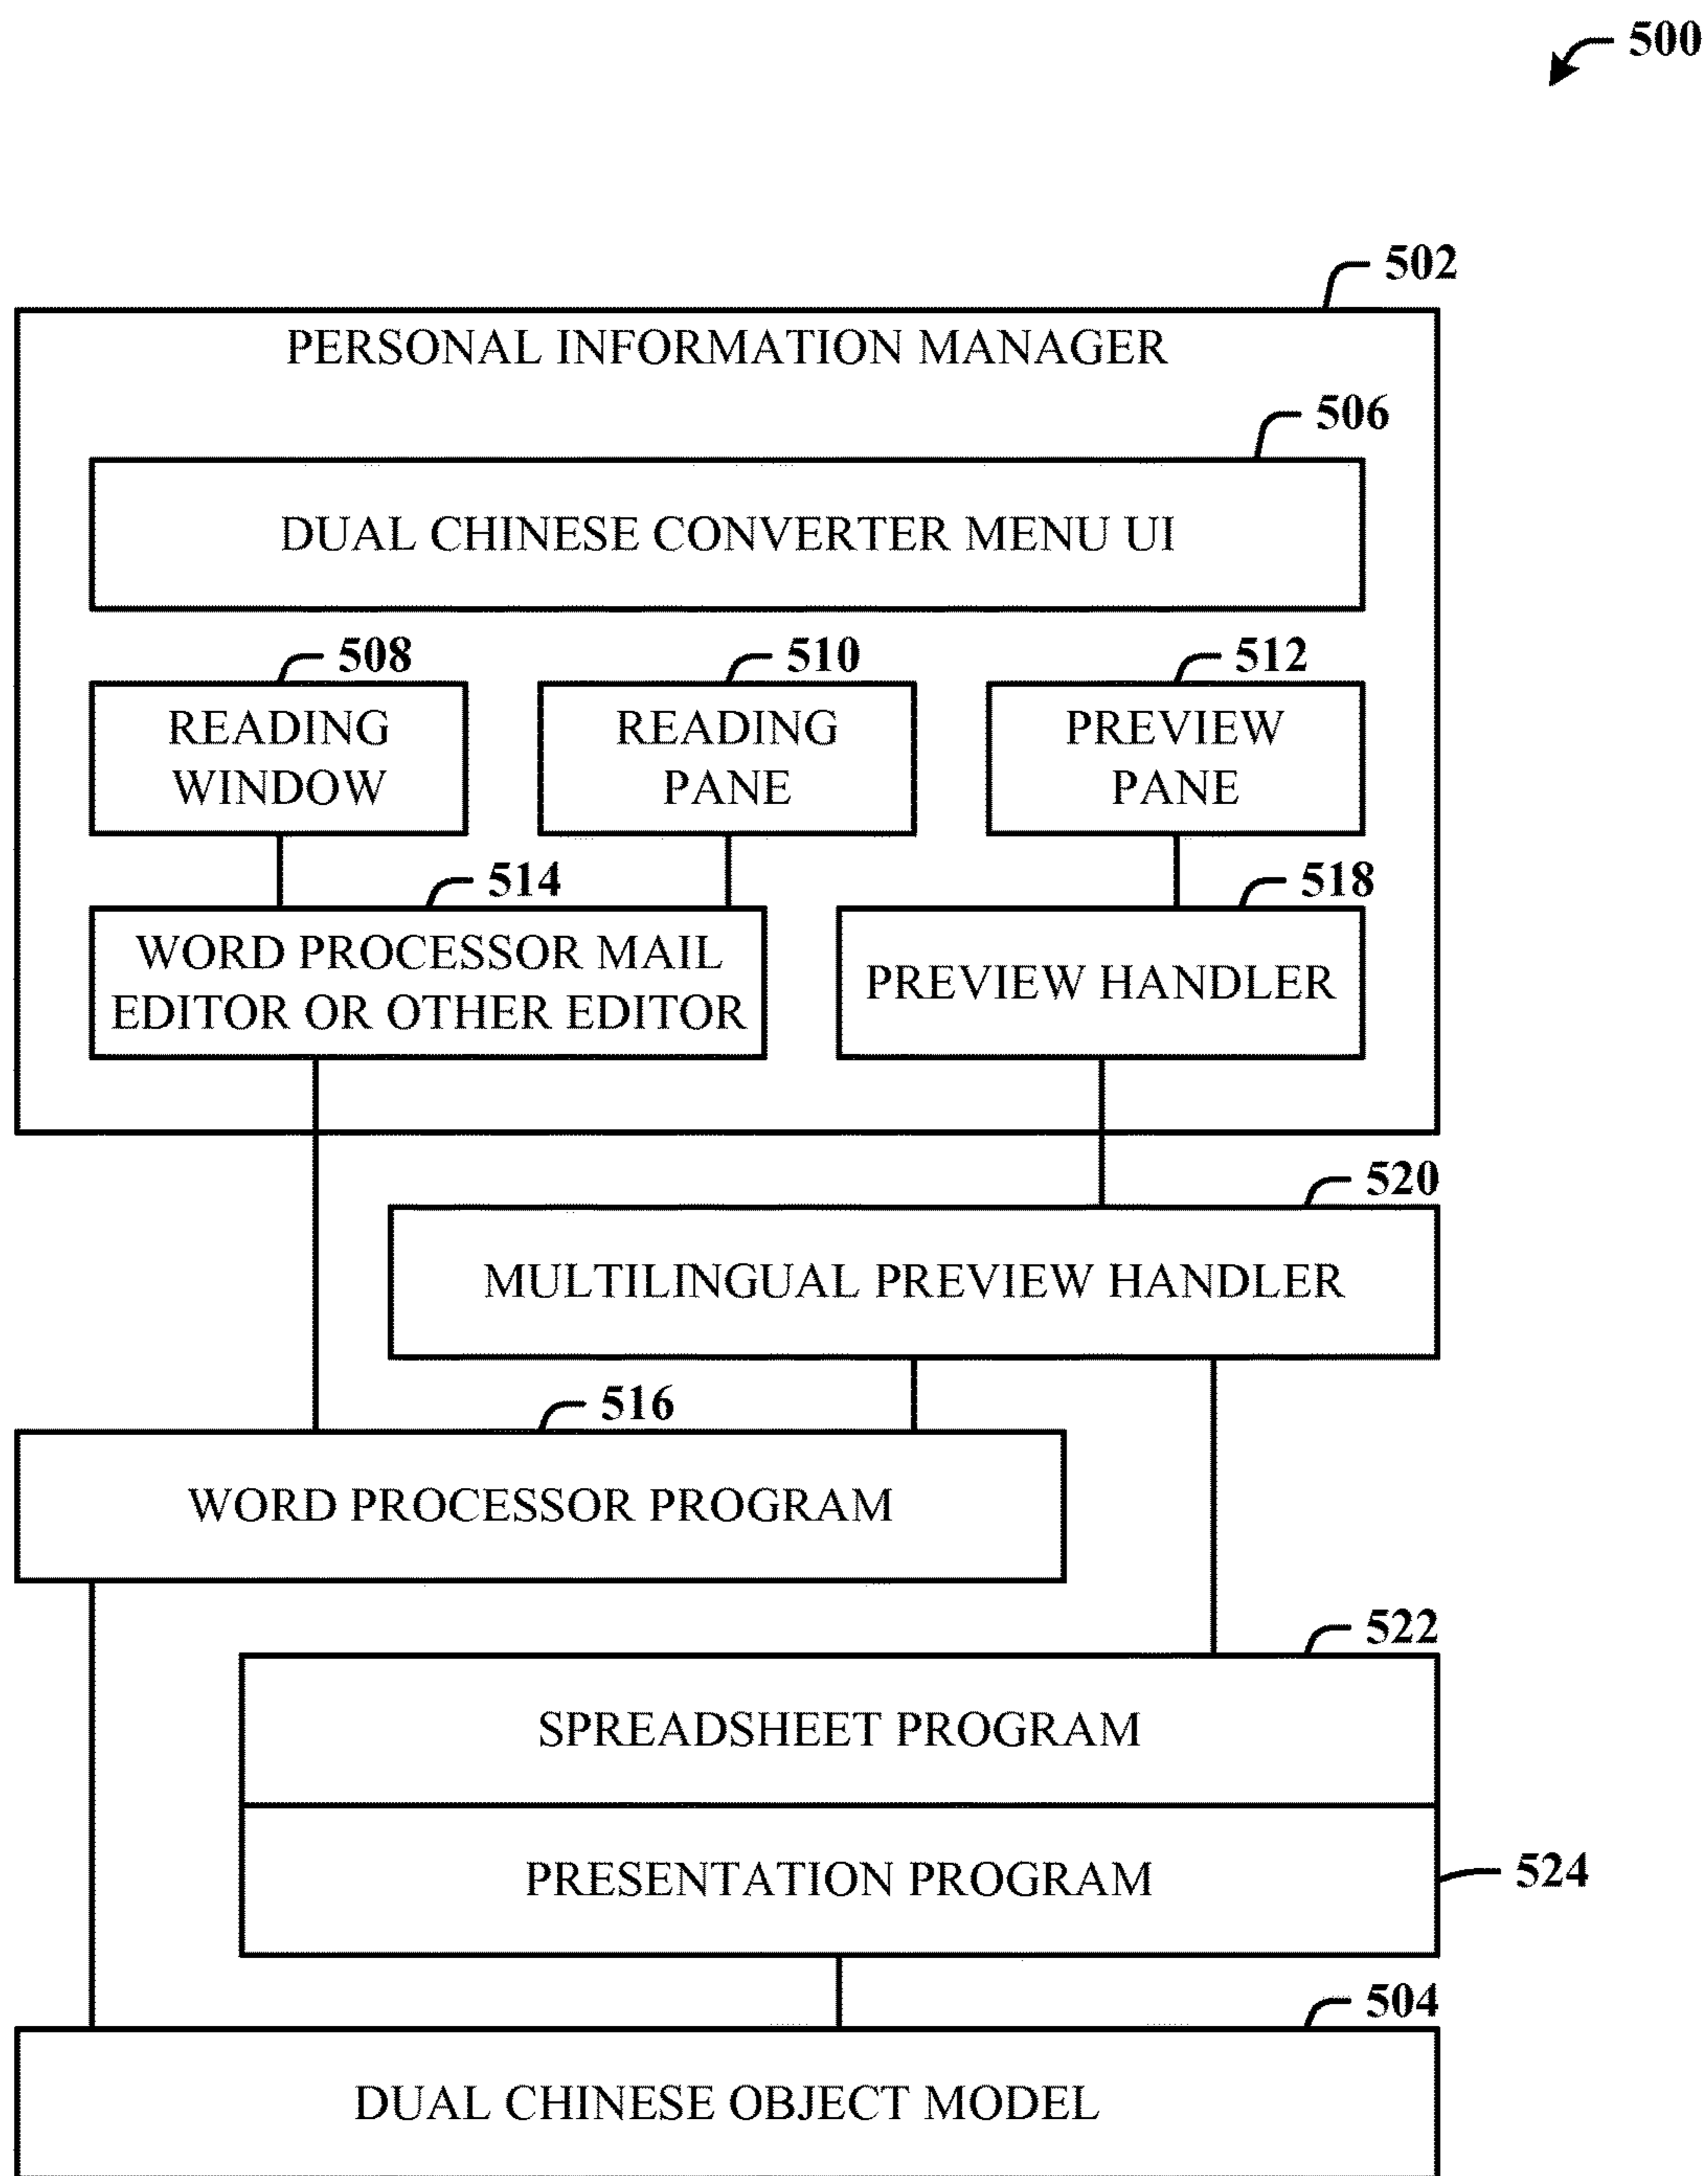 500
502
PERSONAL INFORMATION MANAGER
506
DUAL CHINESE CONVERTER MENU UI
508
510
512
READING
WINDOW
READING
PANE
PREVIEW
PANE
514
518
WORD PROCESSOR MAIL
EDITOR OR OTHER EDITOR
PREVIEW HANDLER
520
MULTILINGUAL PREVIEW HANDLER
516
WORD PROCESSOR PROGRAM
522
SPREADSHEET PROGRAM
PRESENTATION PROGRAM
524
504
DUAL CHINESE OBJECT MODEL